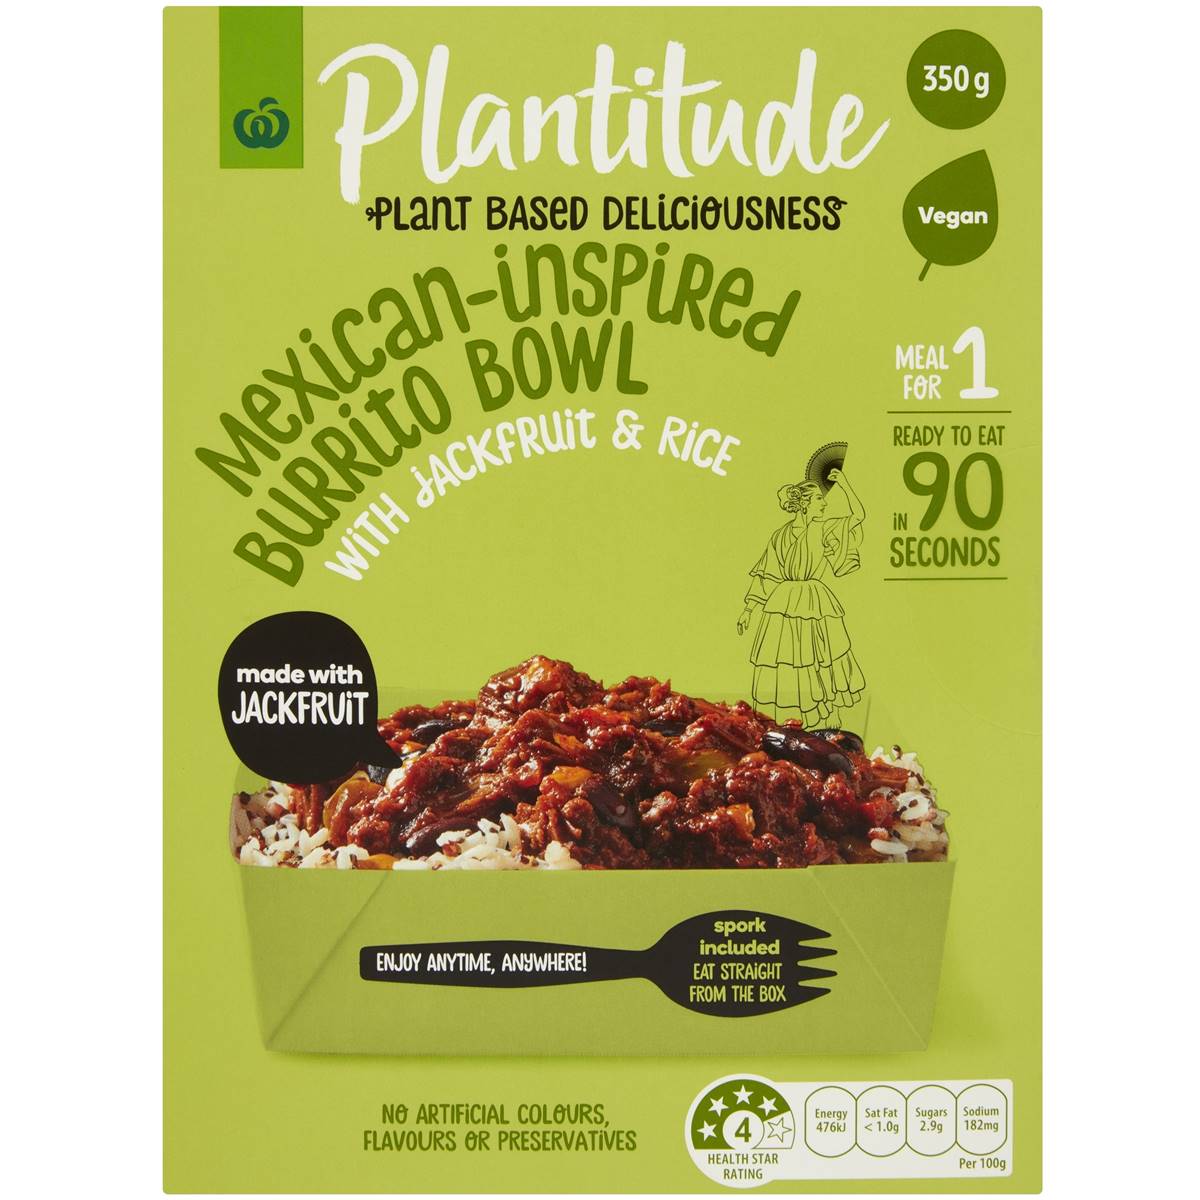 Plantitude
PLANT BASED DELICIOUSNESS
350 g
Vegan
Mexican-inspired
BURRITO BOWL
WITH JACKFRUIT & RICE
MEAL
FOR 1
READY TO EAT
IN 90
SECONDS
made with
JACKFRUIT
ENJOY ANYTIME, ANYWHERE!
spork
included
EAT STRAIGHT
FROM THE BOX
NO ARTIFICIAL COLOURS,
FLAVOURS OR PRESERVATIVES
4
HEALTH STAR
RATING
Energy
476kJ
Sat Fat
< 1.0g
Sugars
2.9g
Sodium
182mg
Per 100g